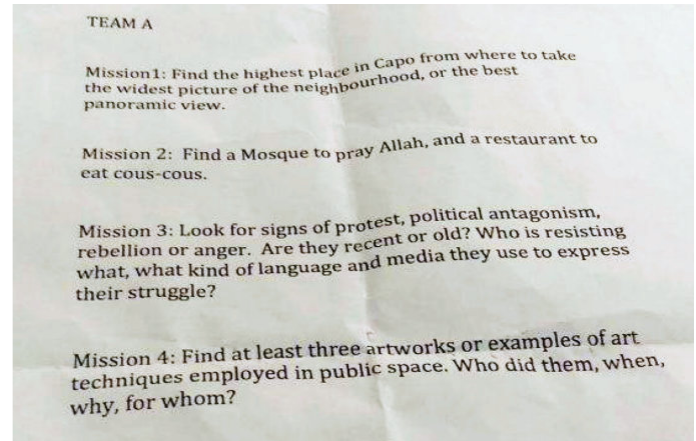 TEAM A
Mission1: Find the highest place in Capo from where to take
the widest picture of the neighbourhood, or the best
panoramic view.
Mission 2: Find a Mosque to pray Allah, and a restaurant to
eat cous-cous.
Mission 3: Look for signs of protest, political antagonism,
rebellion or anger. Are they recent or old? Who is resisting
what, what kind of language and media they use to express
their struggle?
Mission 4: Find at least three artworks or examples of art
techniques employed in public space. Who did them, when,
why, for whom?